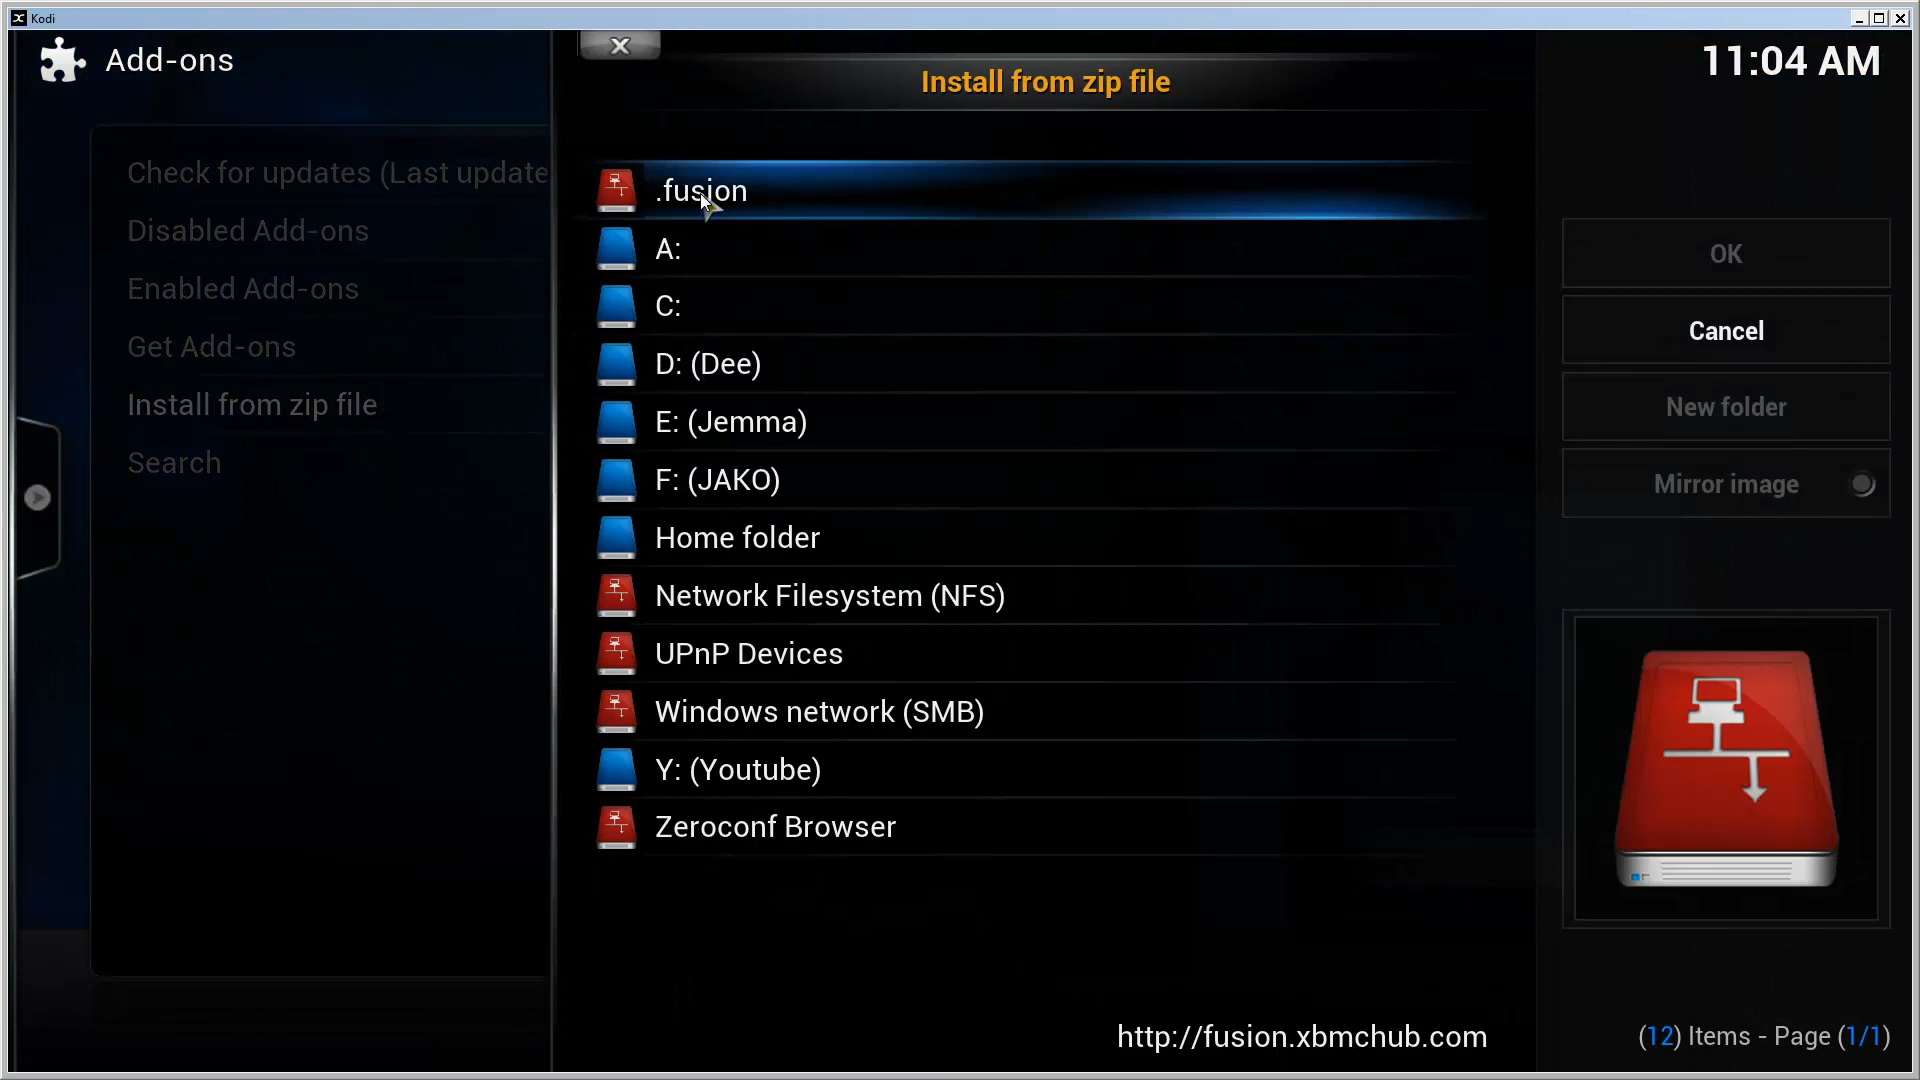 Kodi
Add-ons
11:04 AM
Install from zip file
Check for updates (Last update
Disabled Add-ons
Enabled Add-ons
Get Add-ons
Install from zip file
Search
.fusion
A:
C:
D: (Dee)
E: (Jemma)
F: (JAKO)
Home folder
Network Filesystem (NFS)
UPnP Devices
Windows network (SMB)
Y: (Youtube)
Zeroconf Browser
OK
Cancel
New folder
Mirror image
http://fusion.xbmchub.com
(12) Items - Page (1/1)